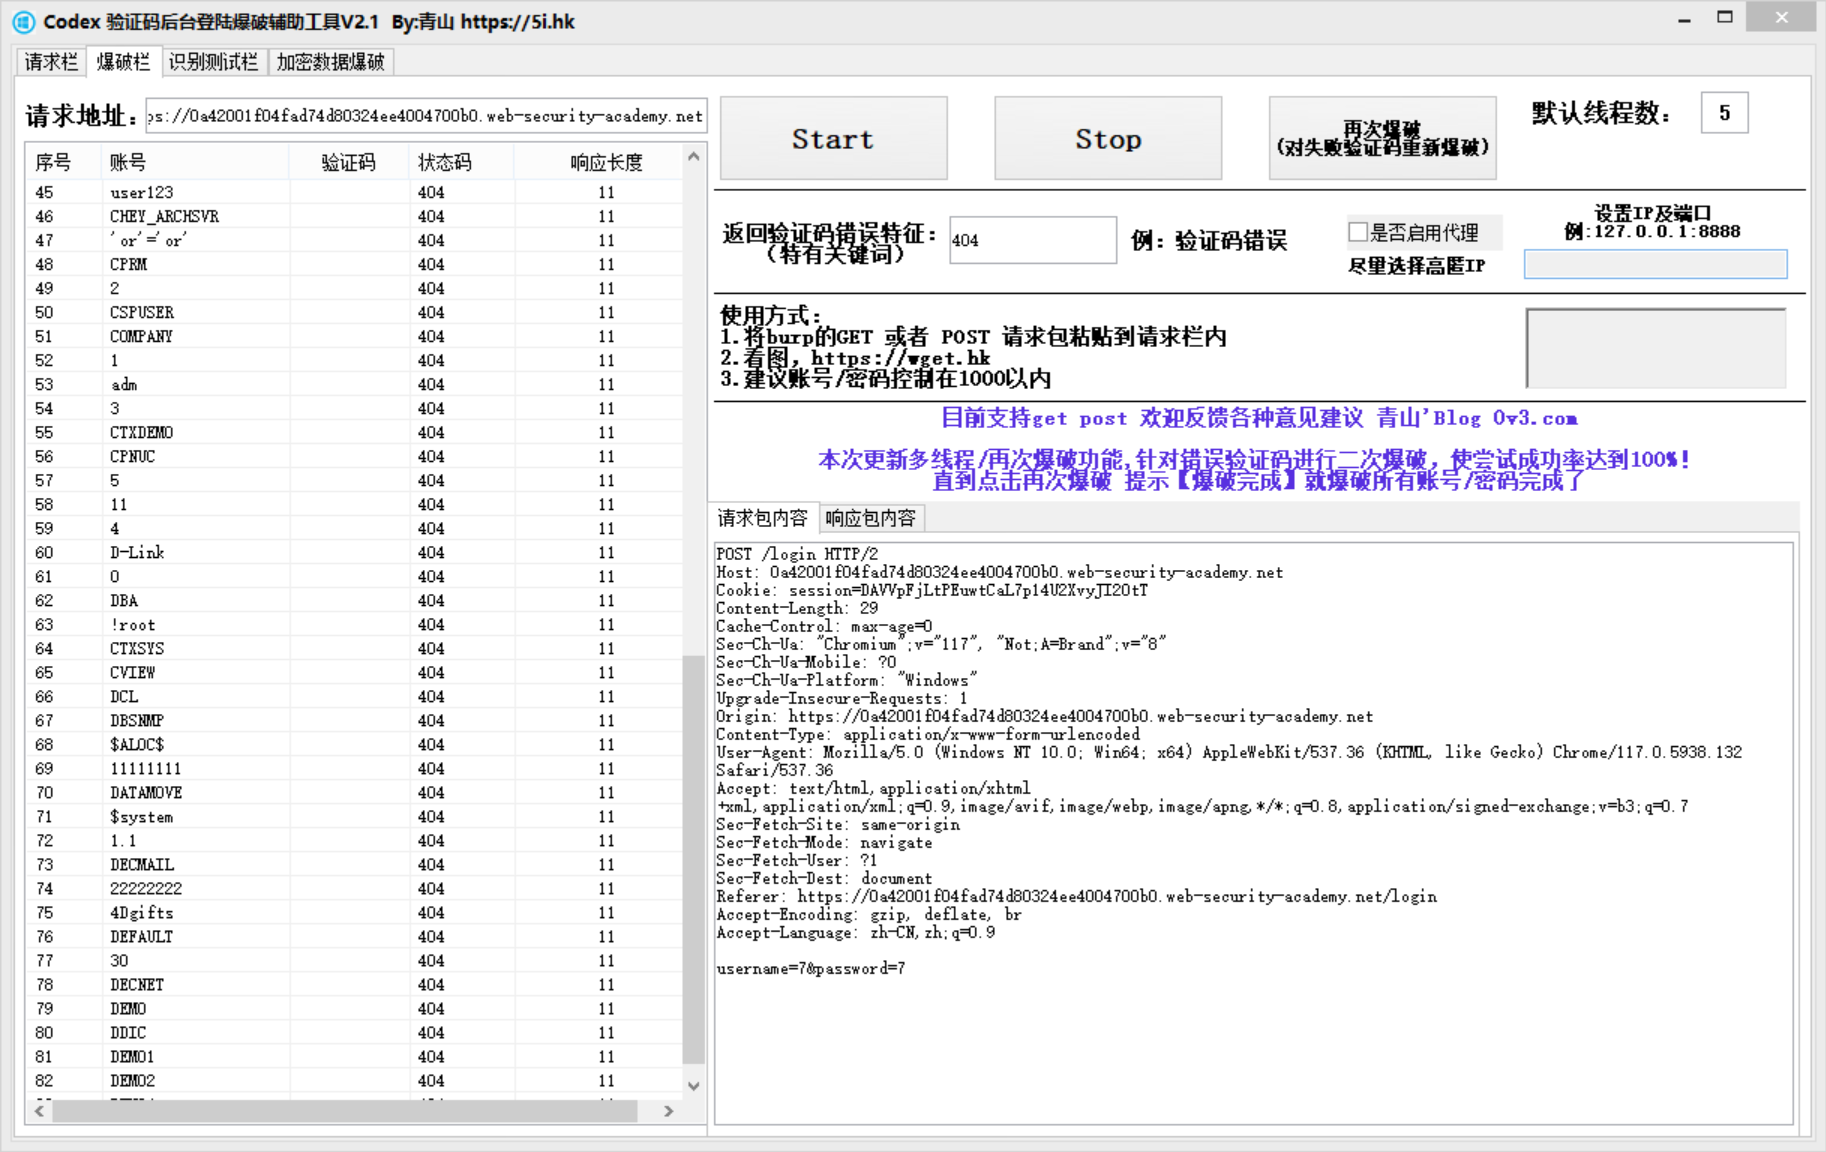 Codex 验证码后台登陆爆破辅助工具V2.1 By:青山 https://5i.hk
请求栏 爆破栏 识别测试栏 加密数据爆破
请求地址: ps://0a42001f04fad74d80324ee4004700b0.web-security-academy.net
序号 账号 验证码 状态码 响应长度
45 user123 404 11
46 CHEY_ARCHSVR 404 11
47 'or'='or' 404 11
48 CPRM 404 11
49 2 404 11
50 CSPUSER 404 11
51 COMPANY 404 11
52 1 404 11
53 adm 404 11
54 3 404 11
55 CTXDEMO 404 11
56 CPNUC 404 11
57 5 404 11
58 11 404 11
59 4 404 11
60 D-Link 404 11
61 0 404 11
62 DBA 404 11
63 !root 404 11
64 CTXSYS 404 11
65 CVIEW 404 11
66 DCL 404 11
67 DBSNMP 404 11
68 $ALOC$ 404 11
69 11111111 404 11
70 DATAMOVE 404 11
71 $system 404 11
72 1.1 404 11
73 DECMAIL 404 11
74 22222222 404 11
75 4Dgifts 404 11
76 DEFAULT 404 11
77 30 404 11
78 DECNET 404 11
79 DEMO 404 11
80 DDIC 404 11
81 DEMO1 404 11
82 DEMO2 404 11
Start
Stop
再次爆破
(对失败验证码重新爆破)
默认线程数: 5
返回验证码错误特征:
(特有关键词)
404
例: 验证码错误
是否启用代理
尽里选择高匿IP
设置IP及端口
例:127.0.0.1:8888
使用方式:
1.将burp的GET 或者 POST 请求包粘贴到请求栏内
2.看图, https://wget.hk
3.建议账号/密码控制在1000以内
目前支持get post 欢迎反馈各种意见建议 青山'Blog 0v3.com
本次更新多线程/再次爆破功能,针对错误验证码进行二次爆破, 使尝试成功率达到100%!
直到点击再次爆破 提示【爆破完成】就爆破所有账号/密码完成了
请求包内容 响应包内容
POST /login HTTP/2
Host: 0a42001f04fad74d80324ee4004700b0.web-security-academy.net
Cookie: session=DAVVpFjLtPEuwtCaL7p14U2XvyJI2OtT
Content-Length: 29
Cache-Control: max-age=0
Sec-Ch-Ua: "Chromium";v="117", "Not;A=Brand";v="8"
Sec-Ch-Ua-Mobile: ?0
Sec-Ch-Ua-Platform: "Windows"
Upgrade-Insecure-Requests: 1
Origin: https://0a42001f04fad74d80324ee4004700b0.web-security-academy.net
Content-Type: application/x-www-form-urlencoded
User-Agent: Mozilla/5.0 (Windows NT 10.0; Win64; x64) AppleWebKit/537.36 (KHTML, like Gecko) Chrome/117.0.5938.132
Safari/537.36
Accept: text/html,application/xhtml
+xml,application/xml;q=0.9,image/avif,image/webp,image/apng,*/*;q=0.8,application/signed-exchange;v=b3;q=0.7
Sec-Fetch-Site: same-origin
Sec-Fetch-Mode: navigate
Sec-Fetch-User: ?1
Sec-Fetch-Dest: document
Referer: https://0a42001f04fad74d80324ee4004700b0.web-security-academy.net/login
Accept-Encoding: gzip, deflate, br
Accept-Language: zh-CN,zh;q=0.9
username=7&password=7